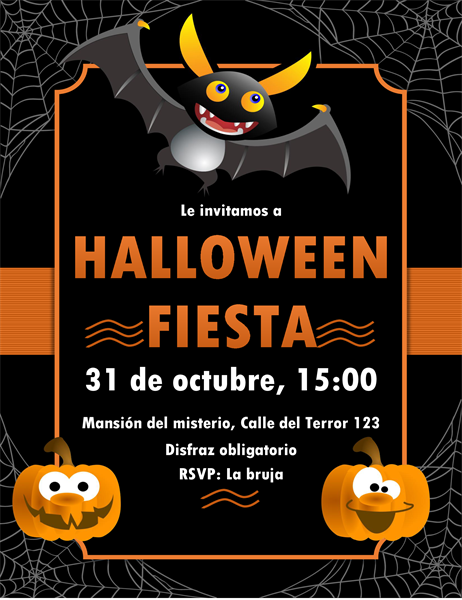 Le invitamos a
HALLOWEEN
FIESTA
31 de octubre, 15:00
Mansión del misterio, Calle del Terror 123
Disfraz obligatorio
RSVP: La bruja